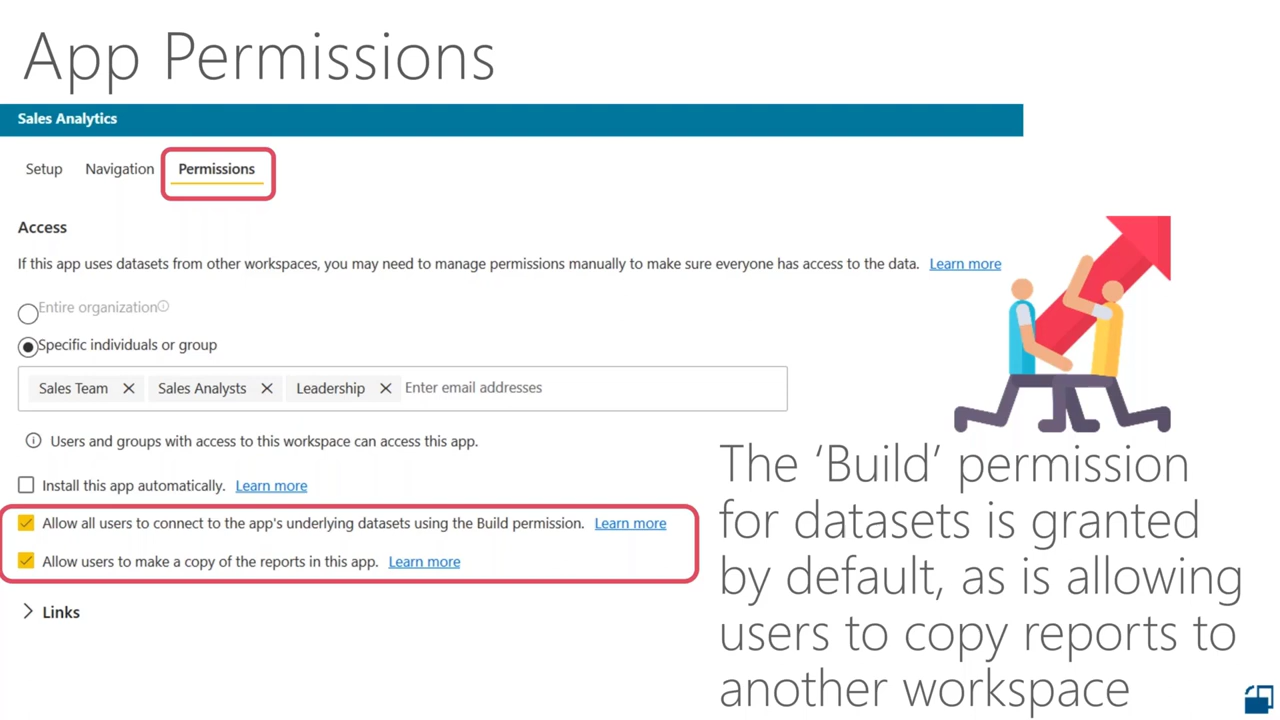 App Permissions
Sales Analytics
Setup Navigation Permissions
Access
If this app uses datasets from other workspaces, you may need to manage permissions manually to make sure everyone has access to the data. Learn more
Entire organization
Specific individuals or group
Sales Team Sales Analysts Leadership Enter email addresses
Users and groups with access to this workspace can access this app.
Install this app automatically. Learn more
Allow all users to connect to the app's underlying datasets using the Build permission. Learn more
Allow users to make a copy of the reports in this app. Learn more
Links
The ‘Build’ permission
for datasets is granted
by default, as is allowing
users to copy reports to
another workspace